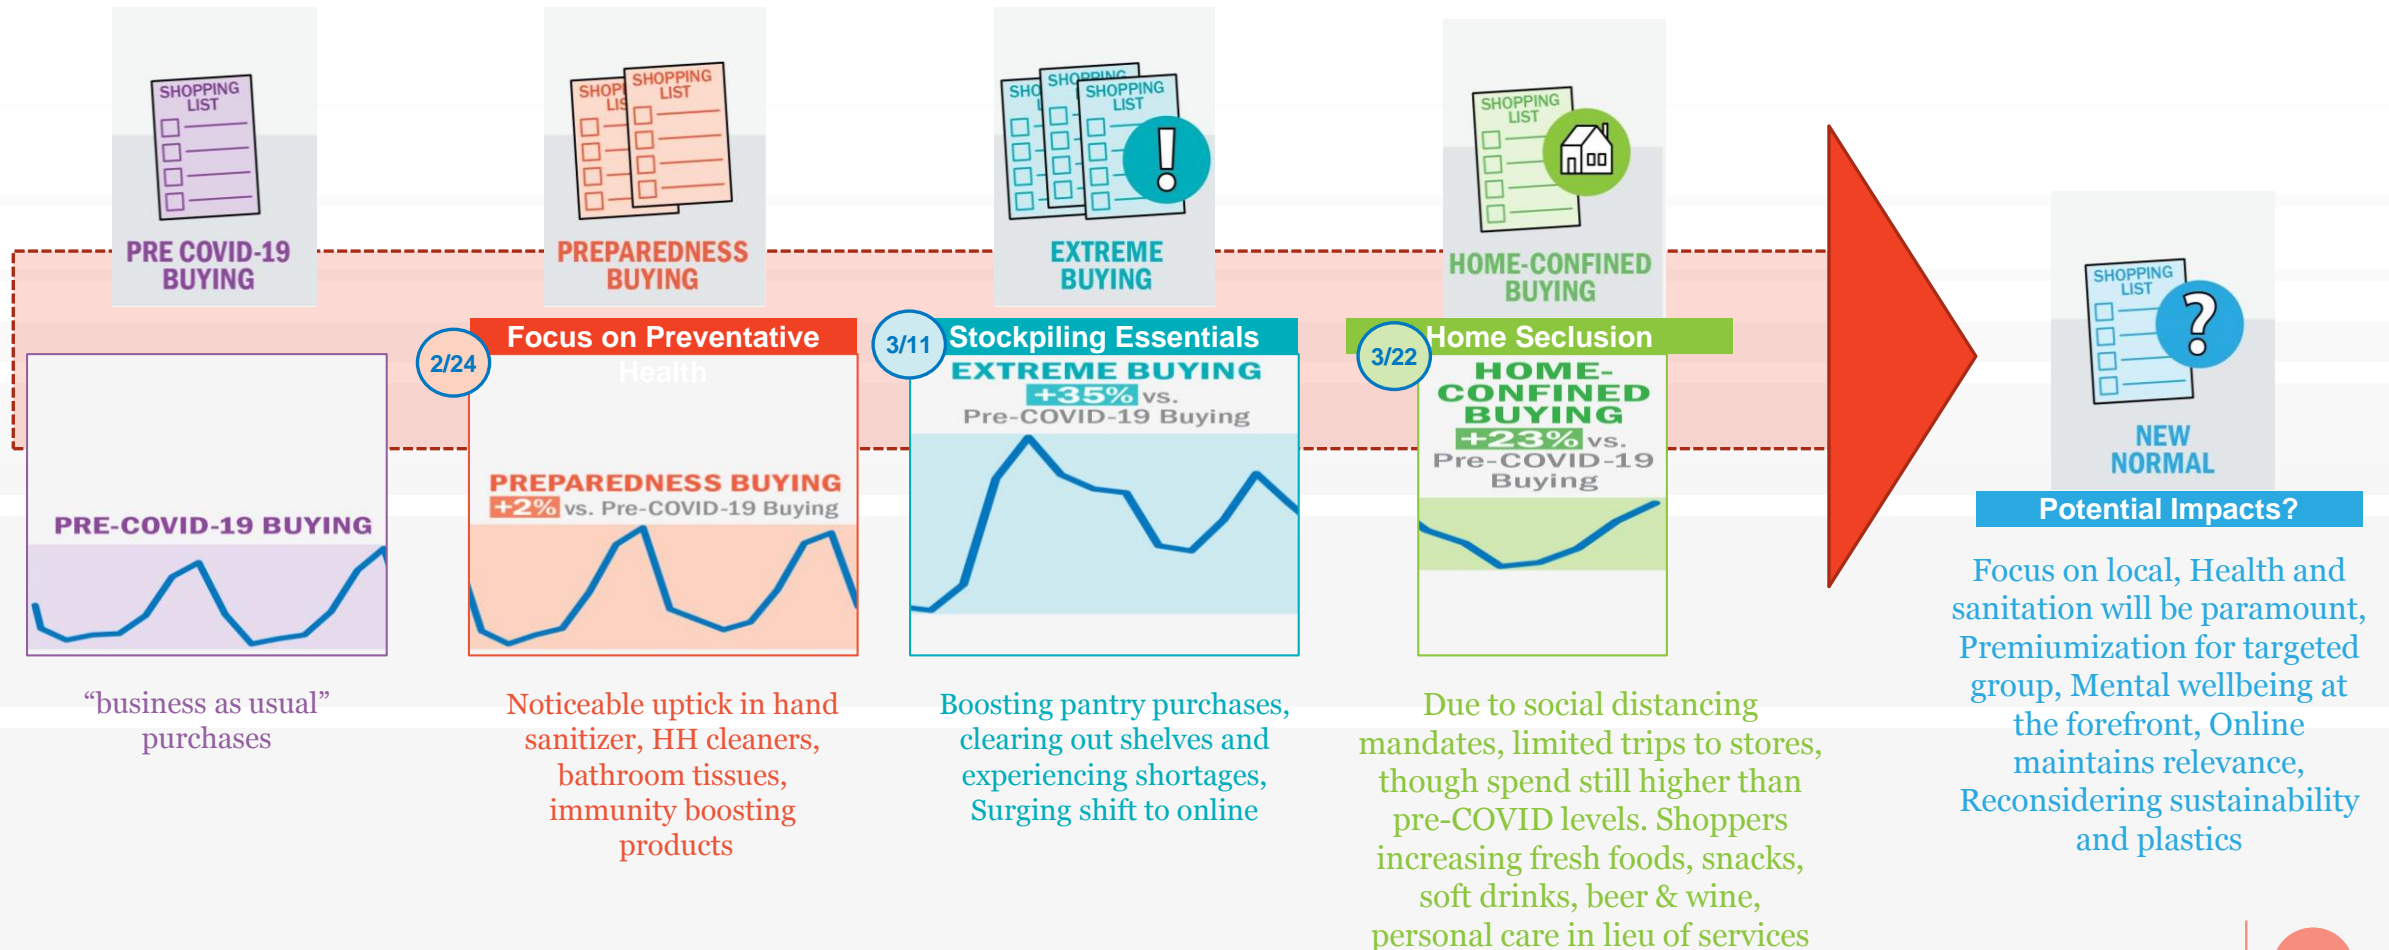 SHOPPING
LIST
PRE COVID-19
BUYING
PRE-COVID-19 BUYING
“business as usual”
purchases
SHOPPING
LIST
PREPAREDNESS
BUYING
2/24
Focus on Preventative
Health
PREPAREDNESS BUYING
+2% vs. Pre-COVID-19 Buying
Noticeable uptick in hand
sanitizer, HH cleaners,
bathroom tissues,
immunity boosting
products
SHOPPING
LIST
EXTREME
BUYING
3/11
Stockpiling Essentials
EXTREME BUYING
+35% vs.
Pre-COVID-19 Buying
Boosting pantry purchases,
clearing out shelves and
experiencing shortages,
Surging shift to online
SHOPPING
LIST
HOME-CONFINED
BUYING
3/22
Home Seclusion
HOME-
CONFINED
BUYING
+23% vs.
Pre-COVID-19
Buying
Due to social distancing
mandates, limited trips to stores,
though spend still higher than
pre-COVID levels. Shoppers
increasing fresh foods, snacks,
soft drinks, beer & wine,
personal care in lieu of services
SHOPPING
LIST
NEW
NORMAL
Potential Impacts?
Focus on local, Health and
sanitation will be paramount,
Premiumization for targeted
group, Mental wellbeing at
the forefront, Online
maintains relevance,
Reconsidering sustainability
and plastics